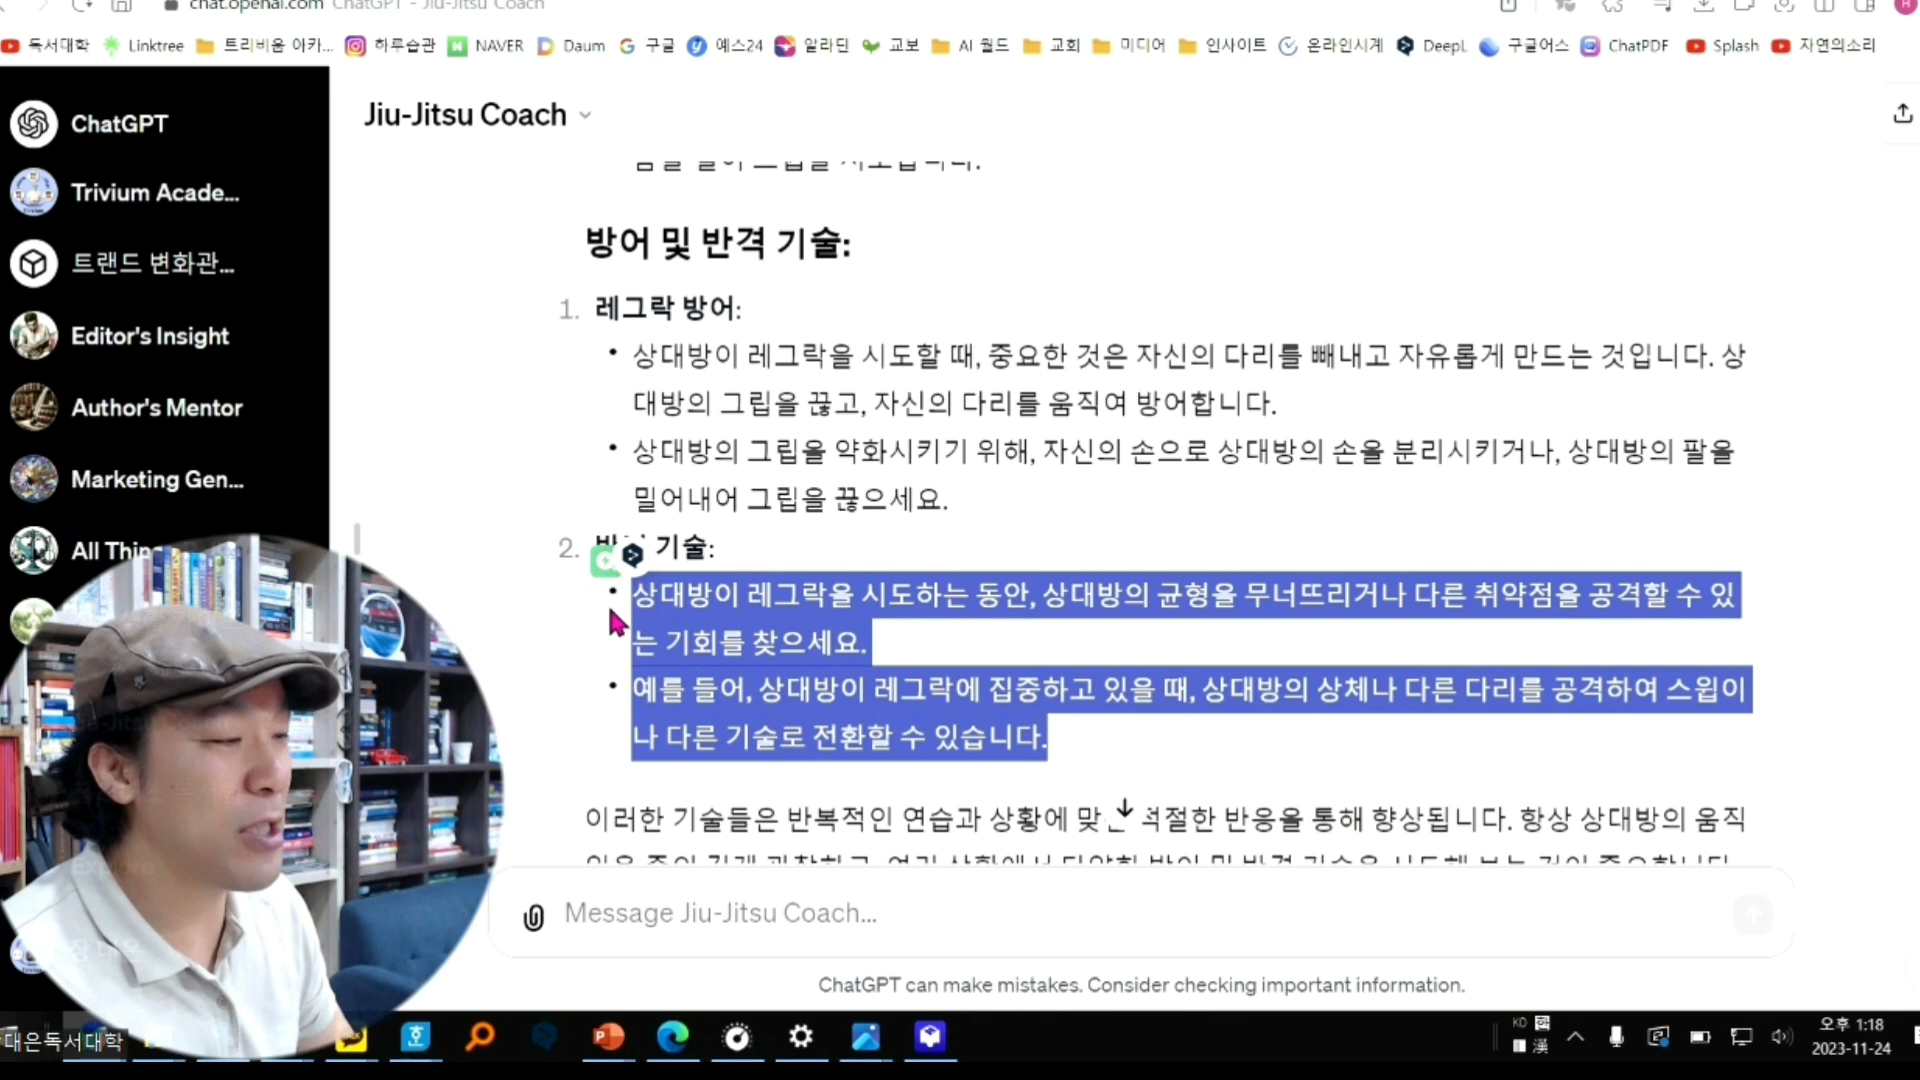 chat.openai.com ChatGPT - Jiu-Jitsu Coach
독서대학 Linktree 트리비움 아카... 하루습관 NAVER Daum 구글 예스24 알라딘 교보 AI 월드 교회 미디어 인사이트 온라인시계 DeepL 구글어스 ChatPDF Splash 자연의소리
ChatGPT
Trivium Acade...
트랜드 변화관...
Editor's Insight
Author's Mentor
Marketing Gen...
All Thin
Jiu-Jitsu Coach
방어 및 반격 기술:
1. 레그락 방어:
• 상대방이 레그락을 시도할 때, 중요한 것은 자신의 다리를 빼내고 자유롭게 만드는 것입니다. 상
대방의 그립을 끊고, 자신의 다리를 움직여 방어합니다.
• 상대방의 그립을 약화시키기 위해, 자신의 손으로 상대방의 손을 분리시키거나, 상대방의 팔을
밀어내어 그립을 끊으세요.
2. 기술:
• 상대방이 레그락을 시도하는 동안, 상대방의 균형을 무너뜨리거나 다른 취약점을 공격할 수 있
는 기회를 찾으세요.
• 예를 들어, 상대방이 레그락에 집중하고 있을 때, 상대방의 상체나 다른 다리를 공격하여 스윕이
나 다른 기술로 전환할 수 있습니다.
이러한 기술들은 반복적인 연습과 상황에 맞 적절한 반응을 통해 향상됩니다. 항상 상대방의 움직
Message Jiu-Jitsu Coach...
ChatGPT can make mistakes. Consider checking important information.
대은독서대학
오후 1:18
2023-11-24